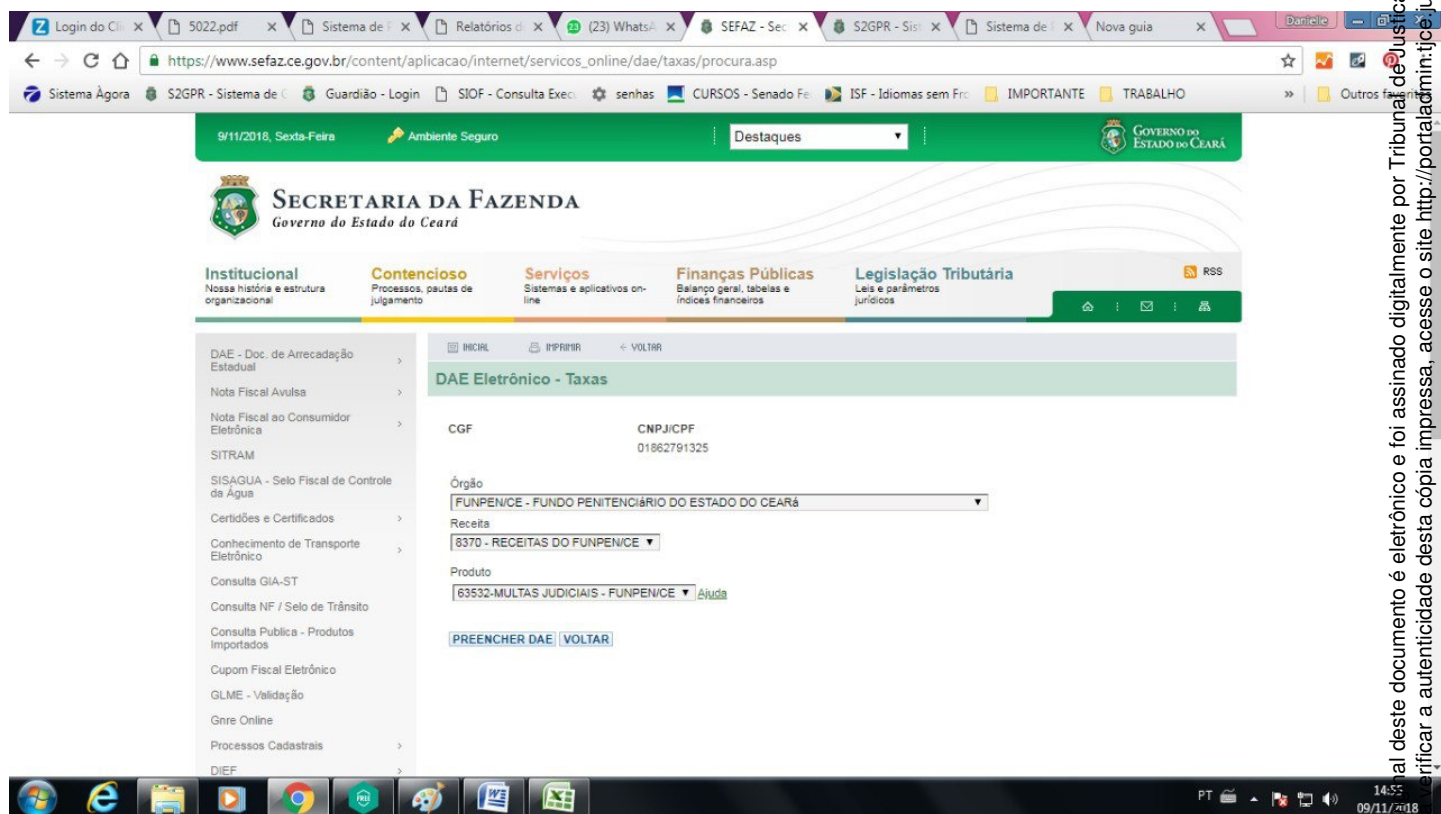 Login do Cli
5022.pdf
Sistema de F
Relatórios d
(23) WhatsA
SEFAZ - Sec
S2GPR - Sis
Sistema de F
Nova guia
Danielle
https://www.sefaz.ce.gov.br/content/aplicacao/internet/servicos_online/dae/taxas/procura.asp
Sistema Àgora
S2GPR - Sistema de
Guardião - Login
SIOF - Consulta Exec
senhas
CURSOS - Senado Fe
ISF - Idiomas sem Fro
IMPORTANTE
TRABALHO
»
Outros favoritos
9/11/2018, Sexta-Feira
Ambiente Seguro
Destaques
GOVERNO DO
ESTADO DO CEARÁ
SECRETARIA DA FAZENDA
Governo do Estado do Ceará
Institucional
Nossa história e estrutura
organizacional
Contencioso
Processos, pautas de
julgamento
Serviços
Sistemas e aplicativos on-
line
Finanças Públicas
Balanço geral, tabelas e
índices financeiros
Legislação Tributária
Leis e parâmetros
jurídicos
RSS
DAE - Doc. de Arrecadação
Estadual
Nota Fiscal Avulsa
Nota Fiscal ao Consumidor
Eletrônica
SITRAM
SISAGUA - Selo Fiscal de Controle
da Água
Certidões e Certificados
Conhecimento de Transporte
Eletrônico
Consulta GIA-ST
Consulta NF / Selo de Trânsito
Consulta Publica - Produtos
Importados
Cupom Fiscal Eletrônico
GLME - Validação
Gnre Online
Processos Cadastrais
DIEF
INICIAL
IMPRIMIR
VOLTAR
DAE Eletrônico - Taxas
CGF
CNPJ/CPF
01862791325
Órgão
FUNPEN/CE - FUNDO PENITENCIáRIO DO ESTADO DO CEARá
Receita
8370 - RECEITAS DO FUNPEN/CE
Produto
63532-MULTAS JUDICIAIS - FUNPEN/CE
Ajuda
PREENCHER DAE
VOLTAR
FREE
PT
14:55
09/11/2018
nal deste documento é eletrônico e foi assinado digitalmente por Tribunal de Justica
verificar a autenticidade desta cópia impressa, acesse o site http://portaladmin:tjce.ju